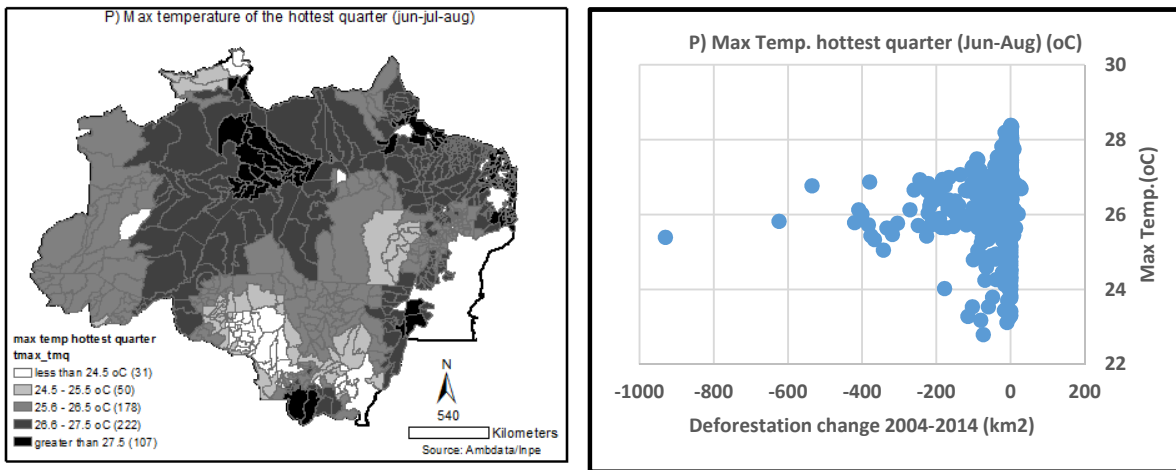 P) Max temperature of the hottest quarter (jun-jul-aug)
max temp hottest quarter
tmax_tmq
less than 24.5 oC (31)
24.5 - 25.5 oC (50)
25.6 - 26.5 oC (178)
26.6 - 27.5 oC (222)
greater than 27.5 (107)
N
540
Kilometers
Source: Ambdata/Inpe
P) Max Temp. hottest quarter (Jun-Aug) (oC)
30
28
26
24
22
Max Temp.(oC)
-1000 -800 -600 -400 -200 0 200
Deforestation change 2004-2014 (km2)